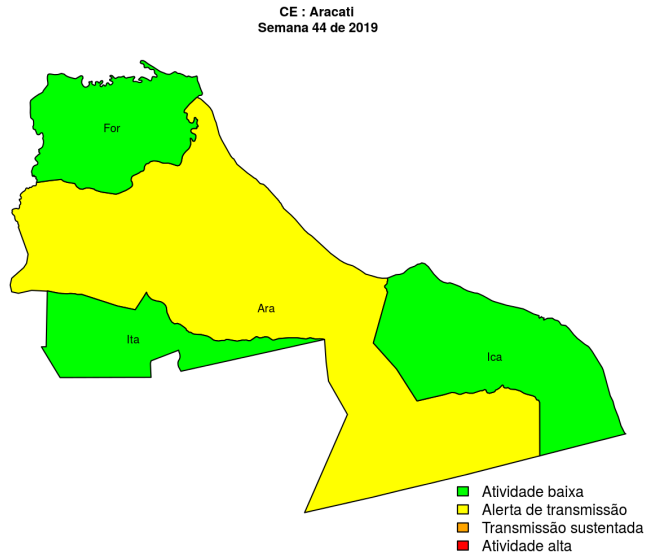 CE : Aracati
Semana 44 de 2019
For
Ara
Ita
Ica
Atividade baixa
Alerta de transmissão
Transmissão sustentada
Atividade alta